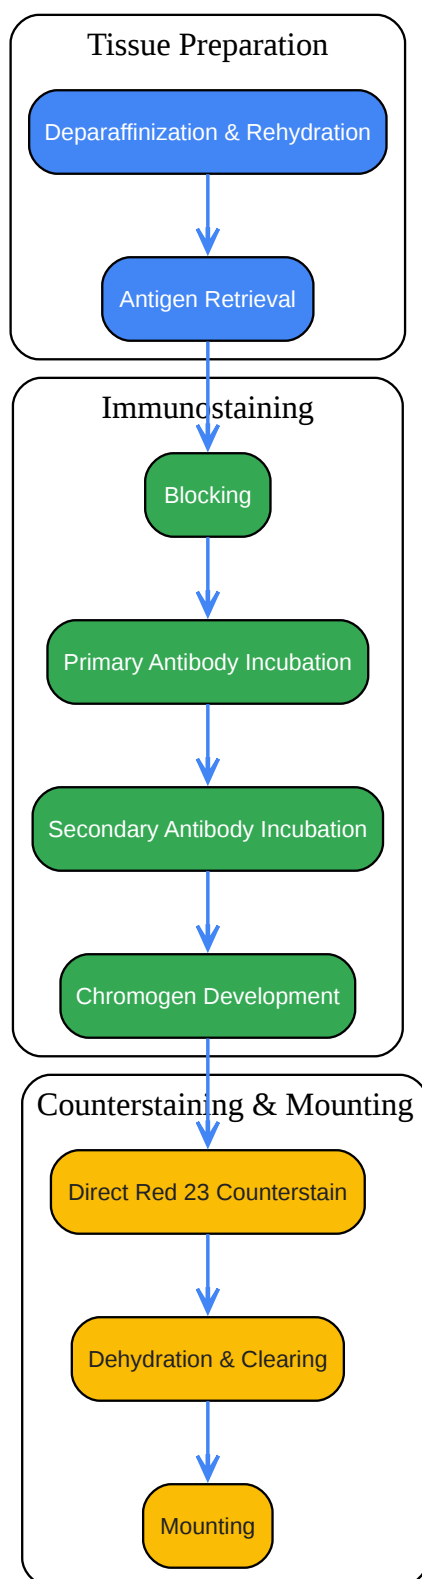 Tissue Preparation
Deparaffinization & Rehydration
Antigen Retrieval
Immunostaining
Blocking
Primary Antibody Incubation
Secondary Antibody Incubation
Chromogen Development
Counterstaining & Mounting
Direct Red 23 Counterstain
Dehydration & Clearing
Mounting